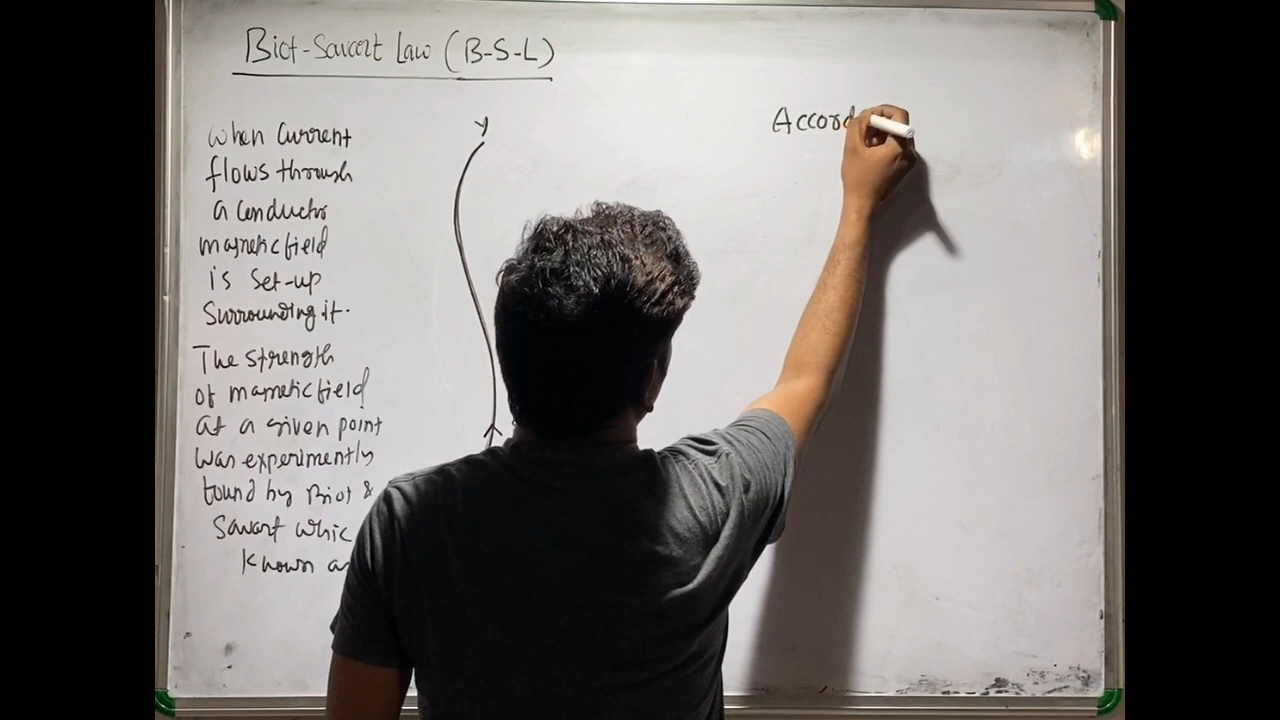 Biot-Savart Law (B-S-L)
when current
flows through
a conductor
magnetic field
is set-up
surrounding it.
The strength
of magnetic field
at a given point
was experimently
found by Biot &
Savart whic
known as
Y
Accord